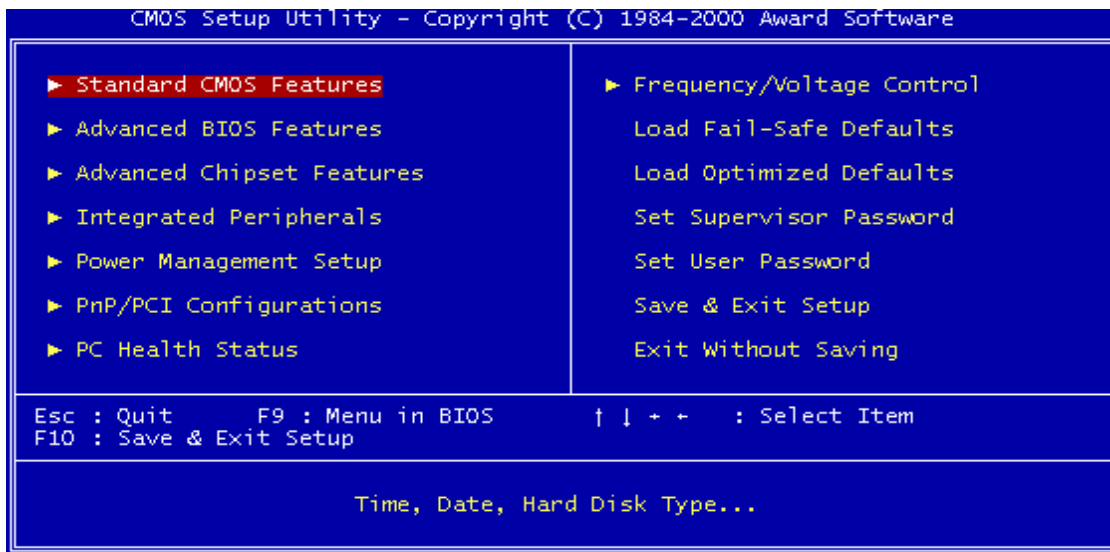 CMOS Setup Utility - Copyright (C) 1984-2000 Award Software
► Standard CMOS Features
► Advanced BIOS Features
► Advanced Chipset Features
► Integrated Peripherals
► Power Management Setup
► PnP/PCI Configurations
► PC Health Status
► Frequency/Voltage Control
Load Fail-Safe Defaults
Load Optimized Defaults
Set Supervisor Password
Set User Password
Save & Exit Setup
Exit Without Saving
Esc : Quit F9 : Menu in BIOS ↑ ↓ → ← : Select Item
F10 : Save & Exit Setup
Time, Date, Hard Disk Type...